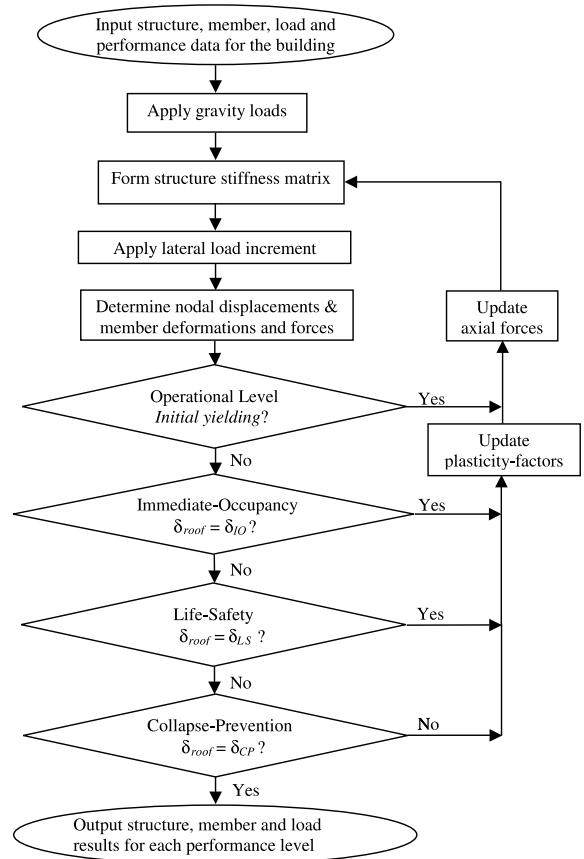 Input structure, member, load and
performance data for the building
Apply gravity loads
Form structure stiffness matrix
Apply lateral load increment
Determine nodal displacements &
member deformations and forces
Update
axial forces
Operational Level
Initial yielding?
Yes
Update
plasticity-factors
No
Immediate-Occupancy
δroof = δIO ?
Yes
No
Life-Safety
δroof = δLS ?
Yes
No
Collapse-Prevention
δroof = δCP ?
No
Yes
Output structure, member and load
results for each performance level